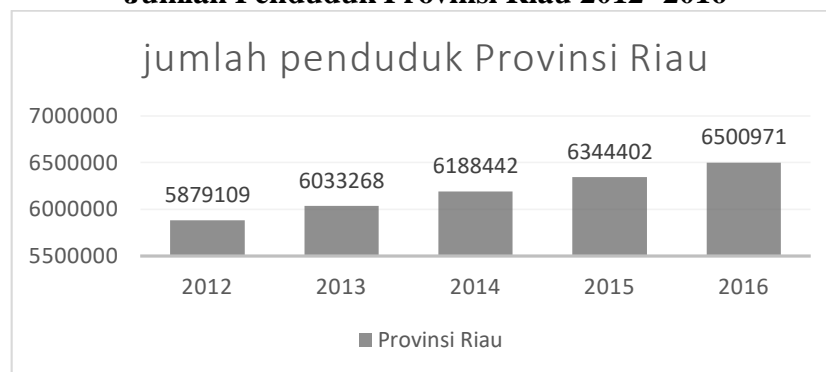 Jumlah Penduduk Provinsi Riau 2012 -2016
jumlah penduduk Provinsi Riau
7000000
6500000
6000000
5500000
5879109
6033268
6188442
6344402
6500971
2012 2013 2014 2015 2016
Provinsi Riau